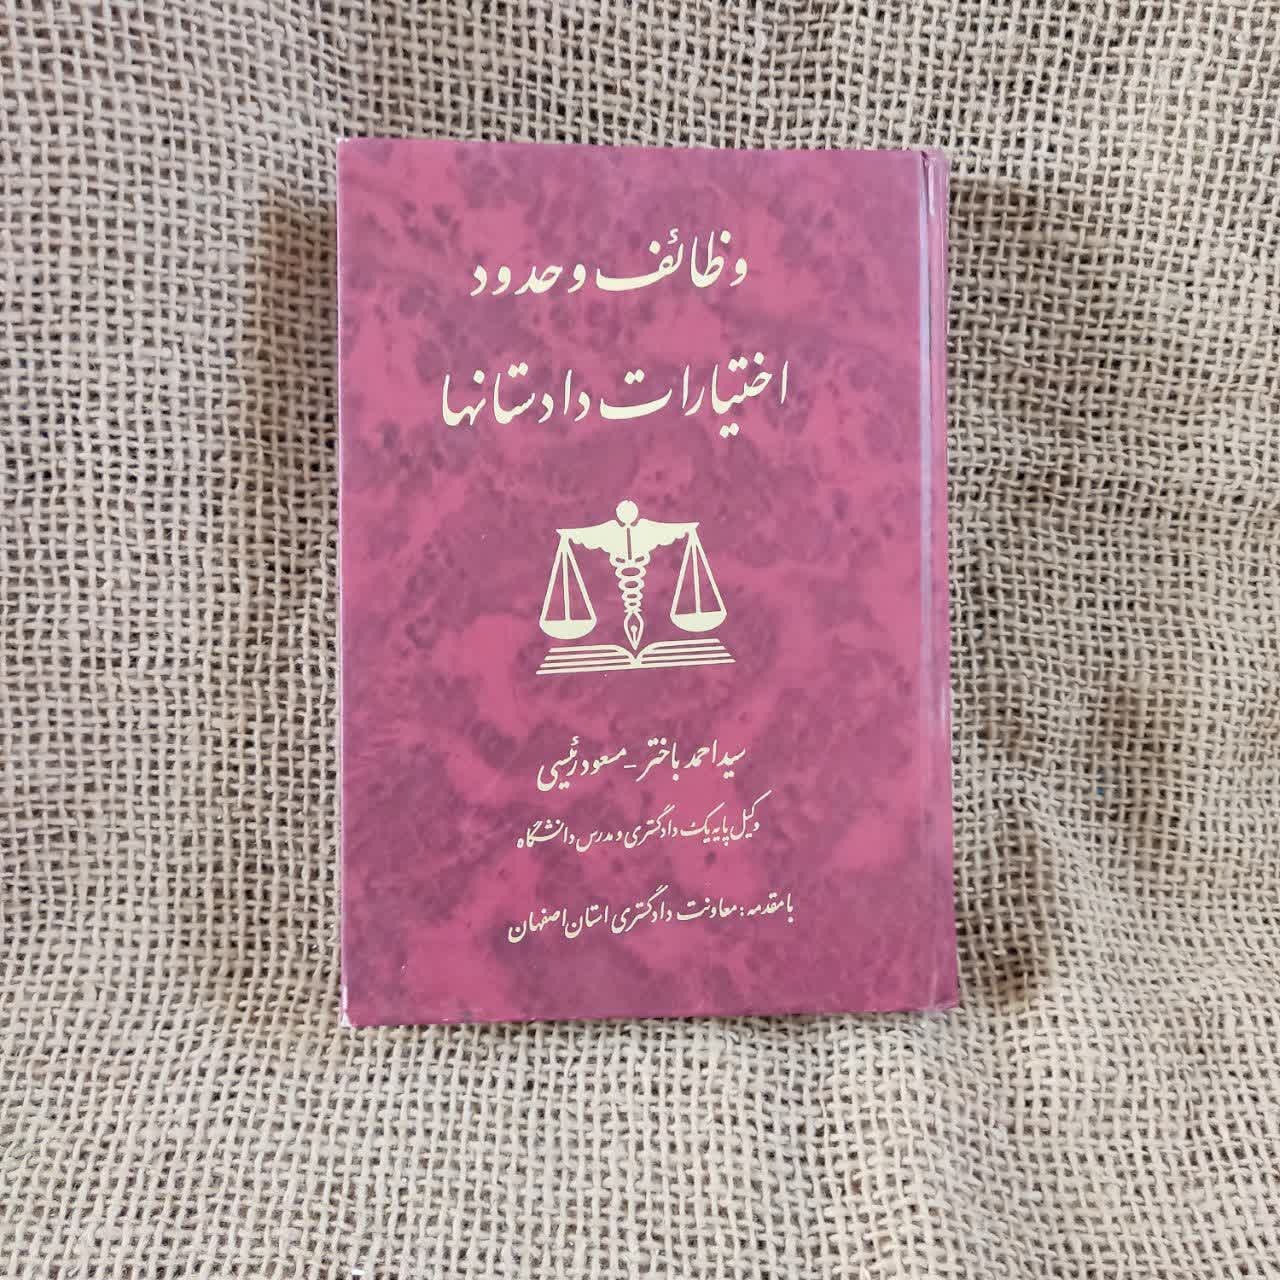 وظائف و حدود
اختیارات دادستانها
سید احمد باختر - مسعود رئیسی
وکیل پایه یک دادگستری و مدرس دانشگاه
با مقدمه: معاونت دادگستری استان اصفهان